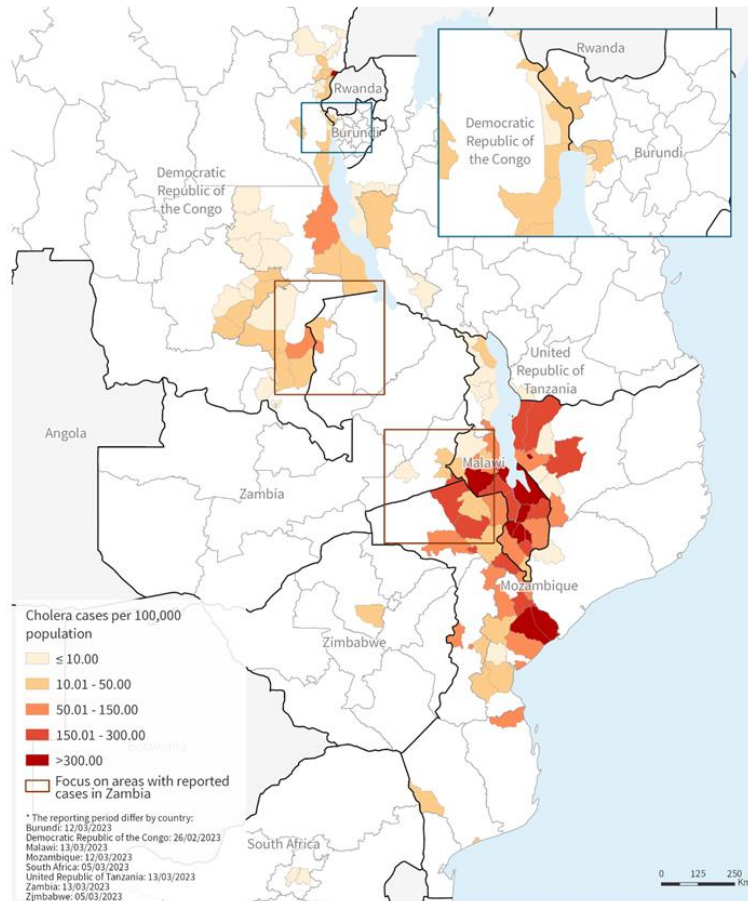 Rwanda
Burundi
Democratic
Republic of
the Congo
Rwanda
Democratic
Republic of
the Congo
Burundi
United
Republic of
Tanzania
Angola
Malawi
Zambia
Mozambique
Zimbabwe
Botswana
South Africa
Cholera cases per 100,000
population
≤ 10.00
10.01 - 50.00
50.01 - 150.00
150.01 - 300.00
>300.00
Focus on areas with reported
cases in Zambia
* The reporting period differ by country:
Burundi: 12/03/2023
Democratic Republic of the Congo: 26/02/2023
Malawi: 13/03/2023
Mozambique: 12/03/2023
South Africa: 05/03/2023
United Republic of Tanzania: 13/03/2023
Zambia: 13/03/2023
Zimbabwe: 05/03/2023
0 125 250
Km